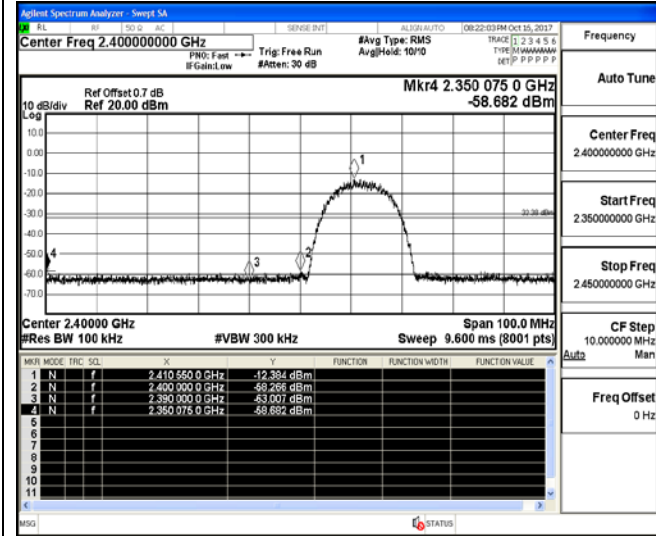 Agilent Spectrum Analyzer - Swept SA
RL RF 50 Ω AC SENSE:INT ALIGN AUTO 08:22:03 PM Oct 15, 2017
Center Freq 2.400000000 GHz
PNO: Fast
IFGain:Low
Trig: Free Run
#Atten: 30 dB
#Avg Type: RMS
Avg|Hold: 10/10
TRACE 1 2 3 4 5 6
TYPE M
DET P P P P P P
Ref Offset 0.7 dB
Ref 20.00 dBm
10 dB/div
Log
Mkr4 2.350 075 0 GHz
-58.682 dBm
10.0
0.00
-10.0
-20.0
-30.0
-40.0
-50.0
-60.0
-70.0
1
2
3
4
Center 2.40000 GHz
#Res BW 100 kHz
#VBW 300 kHz
Span 100.0 MHz
Sweep 9.600 ms (8001 pts)
MKR MODE TRC SCL X Y FUNCTION FUNCTION WIDTH FUNCTION VALUE
1 N f 2.410 550 0 GHz -12.384 dBm
2 N f 2.400 000 0 GHz -58.266 dBm
3 N f 2.390 000 0 GHz -63.007 dBm
4 N f 2.350 075 0 GHz -58.682 dBm
5
6
7
8
9
10
11
MSG
STATUS
Frequency
Auto Tune
Center Freq
2.400000000 GHz
Start Freq
2.350000000 GHz
Stop Freq
2.450000000 GHz
CF Step
10.000000 MHz
Auto Man
Freq Offset
0 Hz